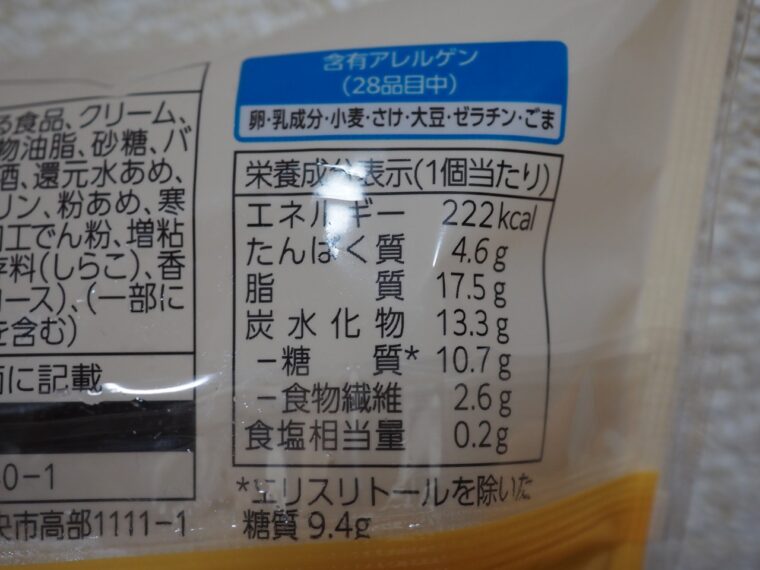 る食品、クリーム、
物油脂、砂糖、バ
酒、還元水あめ、
リン、粉あめ、寒
加工でん粉、増粘
存料(しらこ)、香
ース)、(一部に
を含む)
面に記載
0-1
央市高部1111-1
含有アレルゲン
(28品目中)
卵・乳成分・小麦・さけ・大豆・ゼラチン・ごま
栄養成分表示(1個当たり)
エネルギー 222kcal
たんぱく質 4.6g
脂質 17.5g
炭水化物 13.3g
-糖質* 10.7g
-食物繊維 2.6g
食塩相当量 0.2g
*エリスリトールを除いた
糖質 9.4g